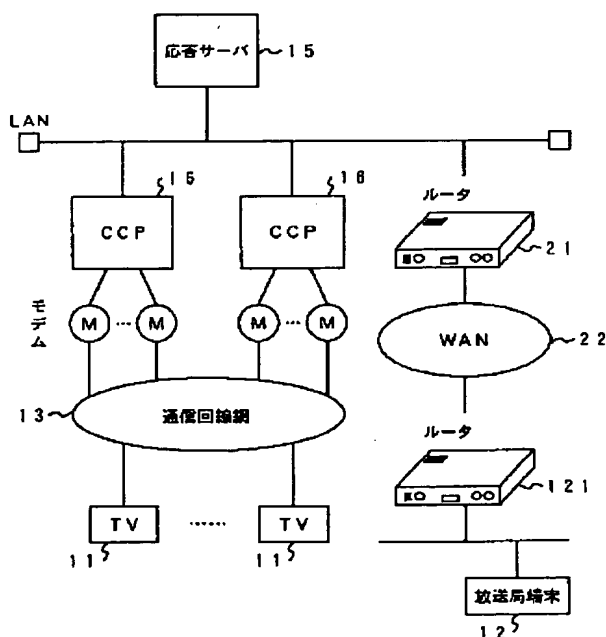 応答サーバ 15
LAN
16 16
ルータ
CCP CCP
21
モデム
M … M M … M
WAN 22
13 通信回線網
ルータ
121
TV …… TV
11 11
放送局端末
12